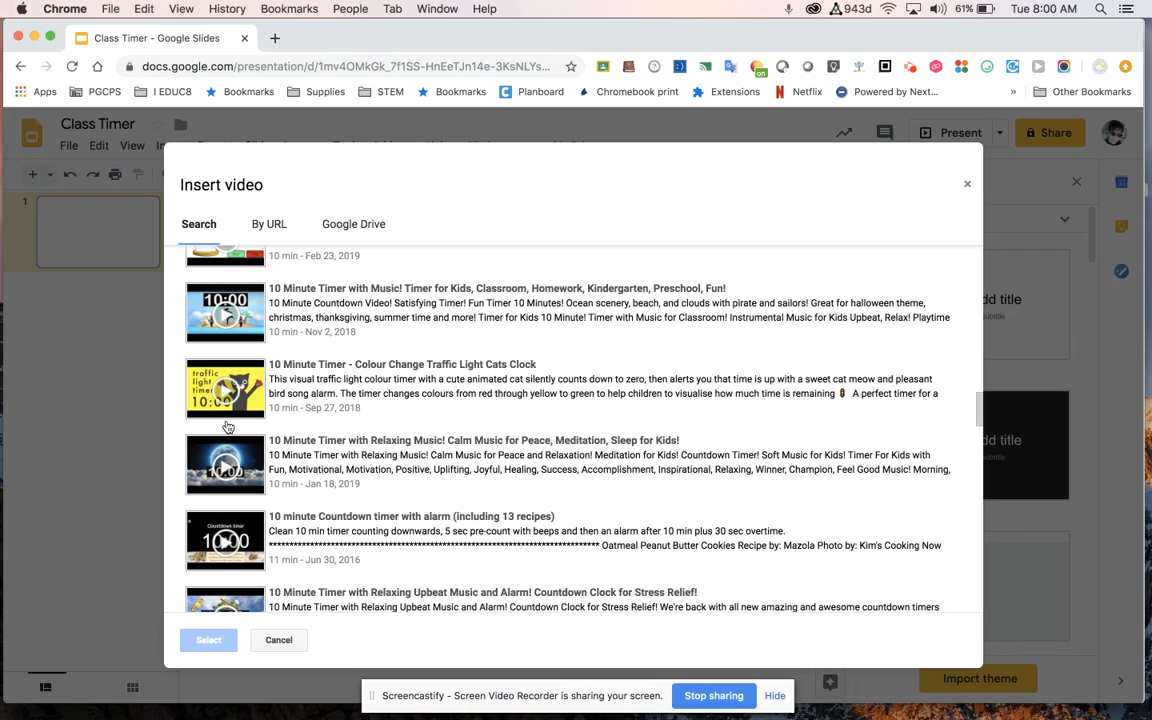 Chrome File Edit View History Bookmarks People Tab Window Help 943d 61% Tue 8:00 AM
Class Timer - Google Slides
docs.google.com/presentation/d/1mv4OMkGk_7f1SS-HnEeTJn14e-3KsNLYs...
on
Apps PGCPS I EDUC8 Bookmarks Supplies STEM Bookmarks Planboard Chromebook print Extensions Netflix Powered by Next... » Other Bookmarks
Class Timer
File Edit View
Present Share
1
Insert video
Search By URL Google Drive
10 min - Feb 23, 2019
10 Minute Timer with Music! Timer for Kids, Classroom, Homework, Kindergarten, Preschool, Fun!
10:00
10 Minute Countdown Video! Satisfying Timer! Fun Timer 10 Minutes! Ocean scenery, beach, and clouds with pirate and sailors! Great for halloween theme,
christmas, thanksgiving, summer time and more! Timer for Kids 10 Minute! Timer with Music for Classroom! Instrumental Music for Kids Upbeat, Relax! Playtime
10 min - Nov 2, 2018
10 Minute Timer - Colour Change Traffic Light Cats Clock
traffic
light
timer
10:00
This visual traffic light colour timer with a cute animated cat silently counts down to zero, then alerts you that time is up with a sweet cat meow and pleasant
bird song alarm. The timer changes colours from red through yellow to green to help children to visualise how much time is remaining 🚦 A perfect timer for a
10 min - Sep 27, 2018
10 Minute Timer with Relaxing Music! Calm Music for Peace, Meditation, Sleep for Kids!
10:00
10 Minute Timer with Relaxing Music! Calm Music for Peace and Relaxation! Meditation for Kids! Countdown Timer! Soft Music for Kids! Timer For Kids with
Fun, Motivational, Motivation, Positive, Uplifting, Joyful, Healing, Success, Accomplishment, Inspirational, Relaxing, Winner, Champion, Feel Good Music! Morning,
10 min - Jan 18, 2019
10 minute Countdown timer with alarm (including 13 recipes)
Countdown timer
10:00
Clean 10 min timer counting downwards, 5 sec pre-count with beeps and then an alarm after 10 min plus 30 sec overtime.
Oatmeal Peanut Butter Cookies Recipe by: Mazola Photo by: Kim's Cooking Now
11 min - Jun 30, 2016
10 Minute Timer with Relaxing Upbeat Music and Alarm! Countdown Clock for Stress Relief!
10 Minute Timer with Relaxing Upbeat Music and Alarm! Countdown Clock for Stress Relief! We're back with all new amazing and awesome countdown timers
Select Cancel
Import theme
Screencastify - Screen Video Recorder is sharing your screen. Stop sharing Hide